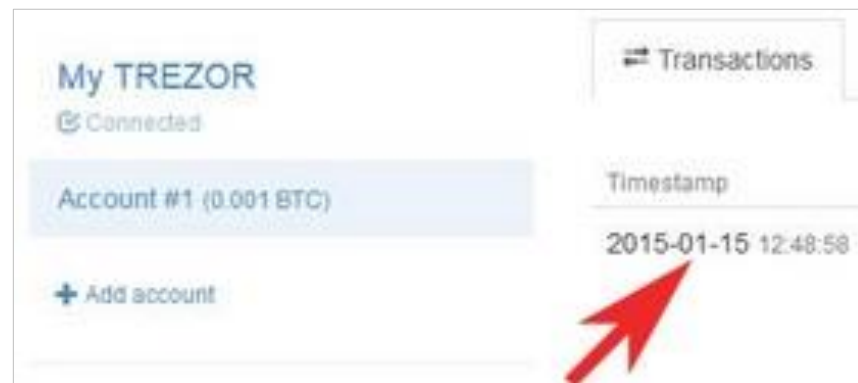 My TREZOR
Connected
Account #1 (0.001 BTC)
Add account
Transactions
Timestamp
2015-01-15 12:48:58